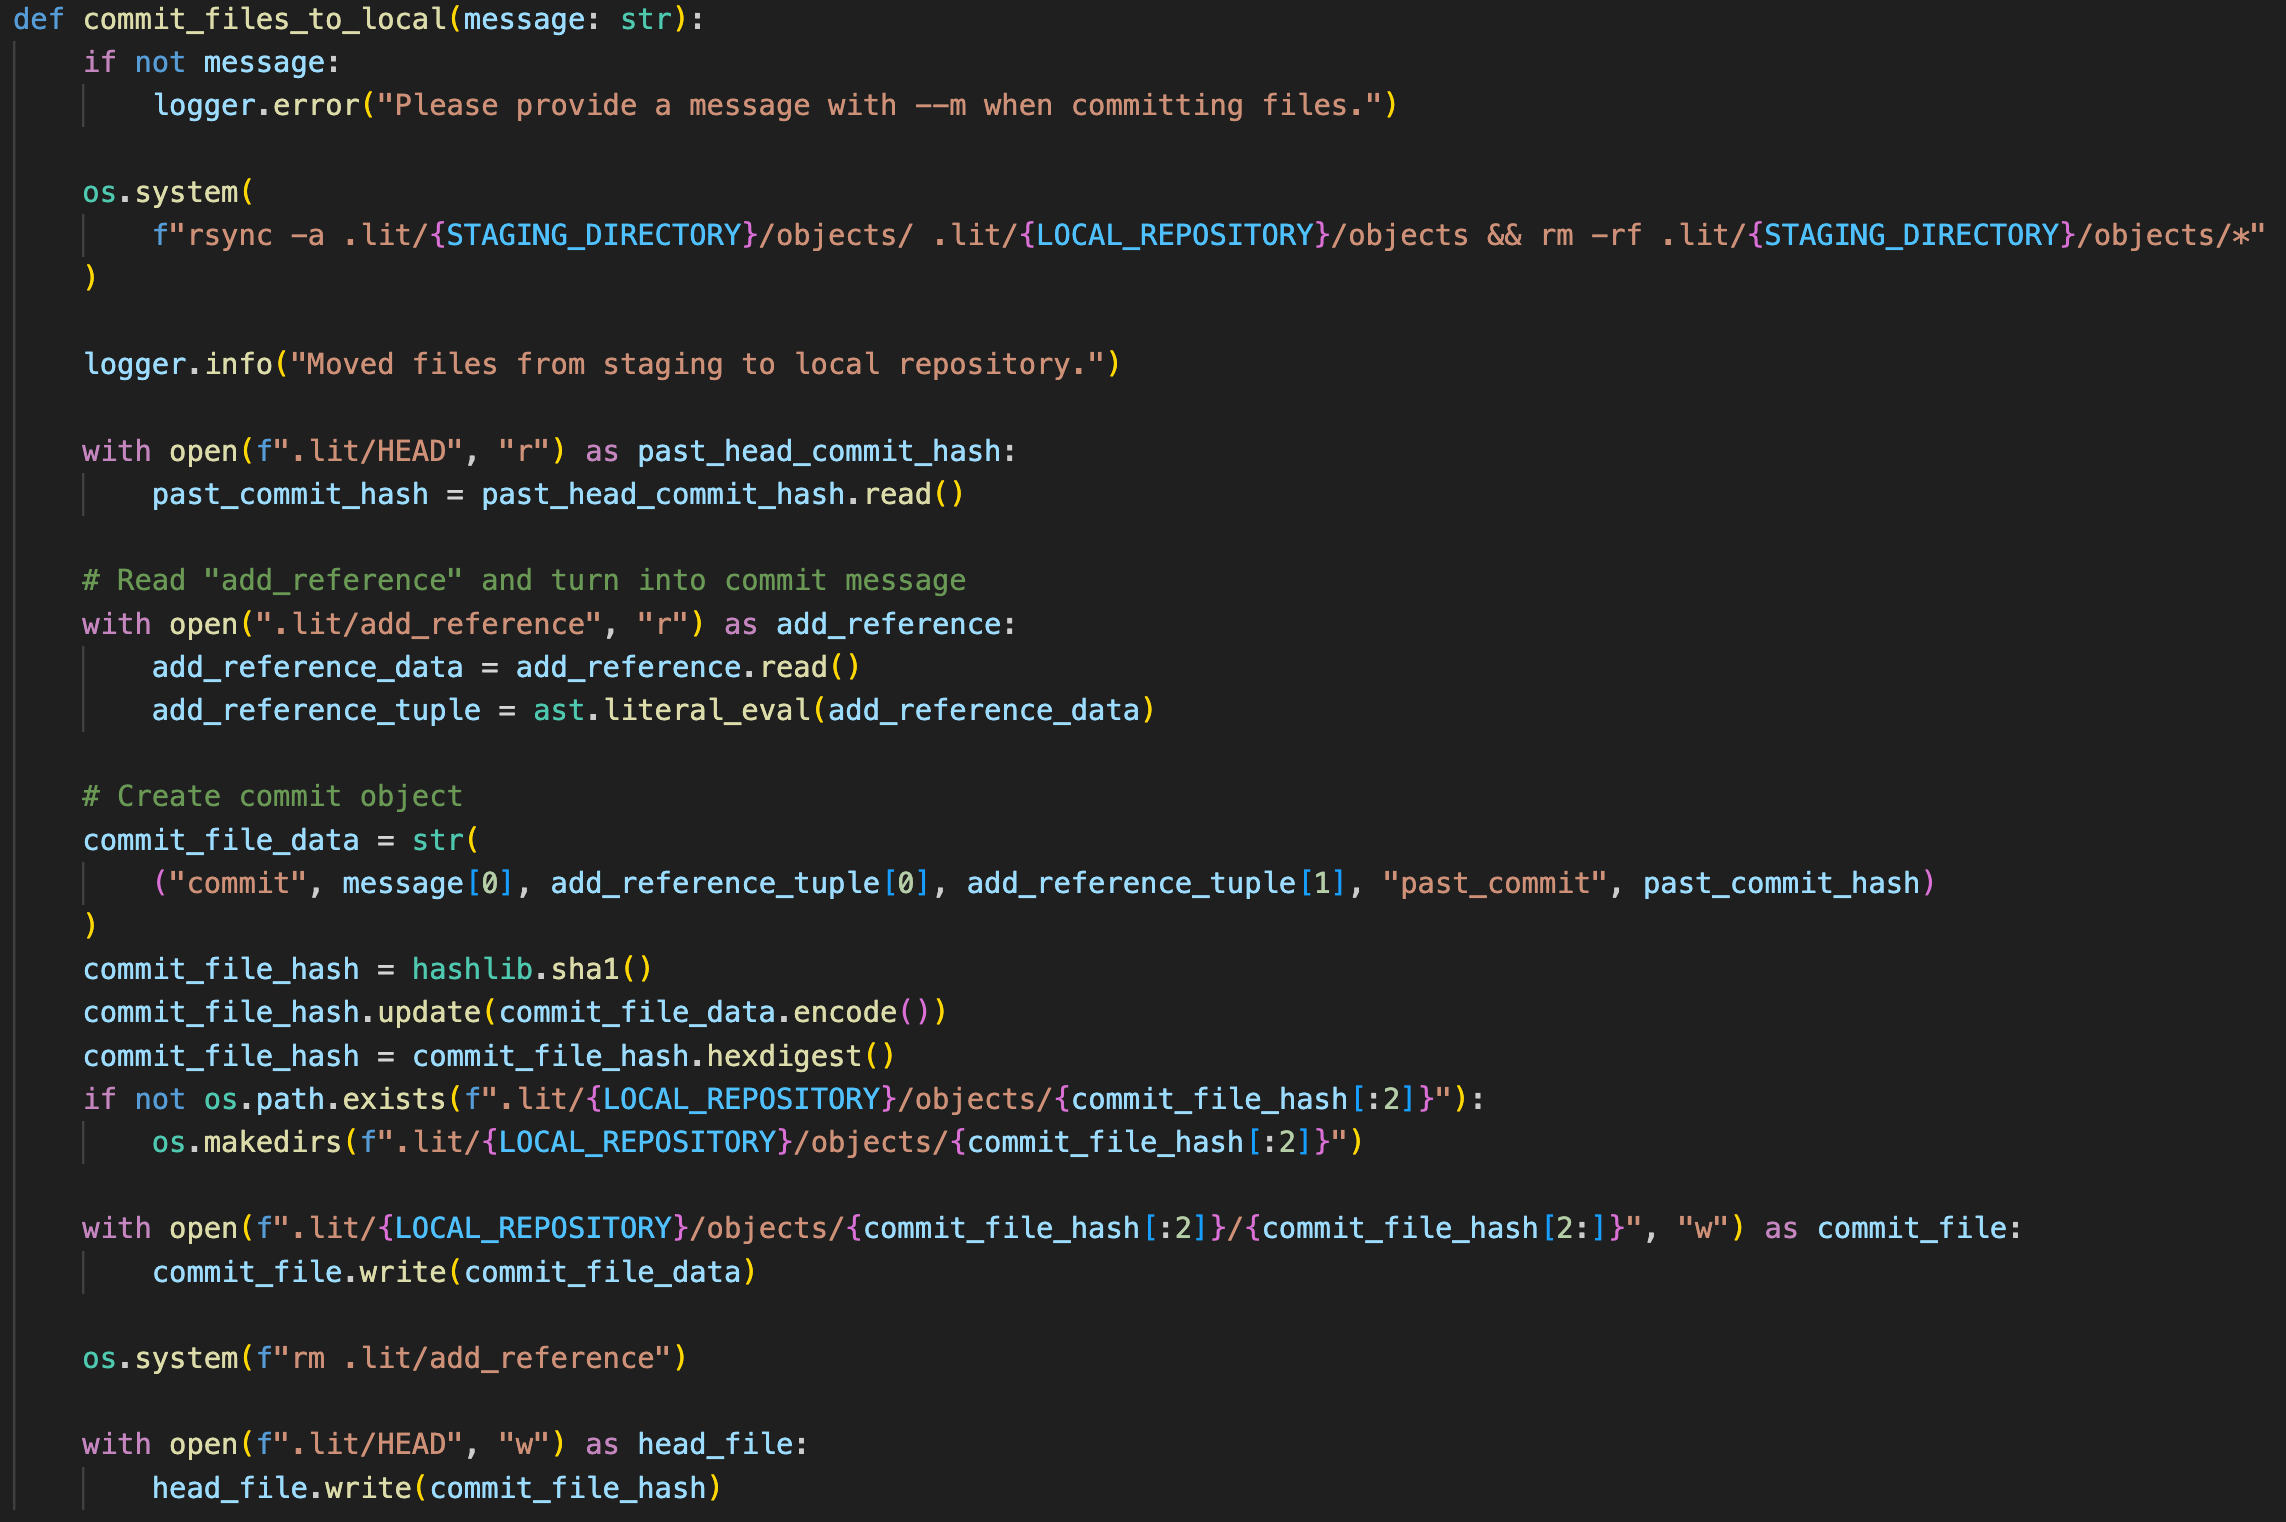 def commit_files_to_local(message: str):
    if not message:
        logger.error("Please provide a message with --m when committing files.")

    os.system(
        f"rsync -a .lit/{STAGING_DIRECTORY}/objects/ .lit/{LOCAL_REPOSITORY}/objects && rm -rf .lit/{STAGING_DIRECTORY}/objects/*"
    )

    logger.info("Moved files from staging to local repository.")

    with open(f".lit/HEAD", "r") as past_head_commit_hash:
        past_commit_hash = past_head_commit_hash.read()

    # Read "add_reference" and turn into commit message
    with open(".lit/add_reference", "r") as add_reference:
        add_reference_data = add_reference.read()
        add_reference_tuple = ast.literal_eval(add_reference_data)

    # Create commit object
    commit_file_data = str(
        ("commit", message[0], add_reference_tuple[0], add_reference_tuple[1], "past_commit", past_commit_hash)
    )
    commit_file_hash = hashlib.sha1()
    commit_file_hash.update(commit_file_data.encode())
    commit_file_hash = commit_file_hash.hexdigest()
    if not os.path.exists(f".lit/{LOCAL_REPOSITORY}/objects/{commit_file_hash[:2]}"):
        os.makedirs(f".lit/{LOCAL_REPOSITORY}/objects/{commit_file_hash[:2]}")

    with open(f".lit/{LOCAL_REPOSITORY}/objects/{commit_file_hash[:2]}/{commit_file_hash[2:]}", "w") as commit_file:
        commit_file.write(commit_file_data)

    os.system(f"rm .lit/add_reference")

    with open(f".lit/HEAD", "w") as head_file:
        head_file.write(commit_file_hash)